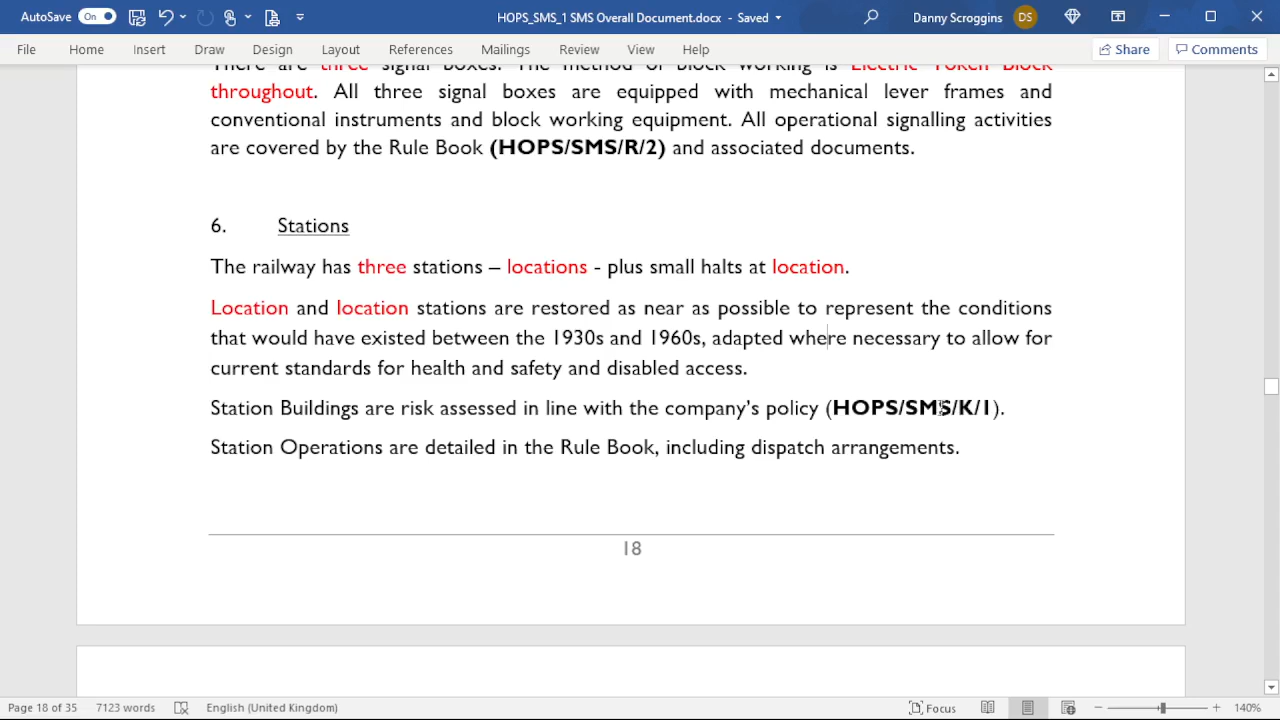 AutoSave On HOPS_SMS_1 SMS Overall Document.docx - Saved Danny Scroggins DS
File Home Insert Draw Design Layout References Mailings Review View Help Share Comments
There are three signal boxes. The method of block working is Electric Token Block
throughout. All three signal boxes are equipped with mechanical lever frames and
conventional instruments and block working equipment. All operational signalling activities
are covered by the Rule Book (HOPS/SMS/R/2) and associated documents.
6. Stations
The railway has three stations – locations - plus small halts at location.
Location and location stations are restored as near as possible to represent the conditions
that would have existed between the 1930s and 1960s, adapted where necessary to allow for
current standards for health and safety and disabled access.
Station Buildings are risk assessed in line with the company's policy (HOPS/SMS/K/1).
Station Operations are detailed in the Rule Book, including dispatch arrangements.
18
Page 18 of 35 7123 words English (United Kingdom) Focus 140%